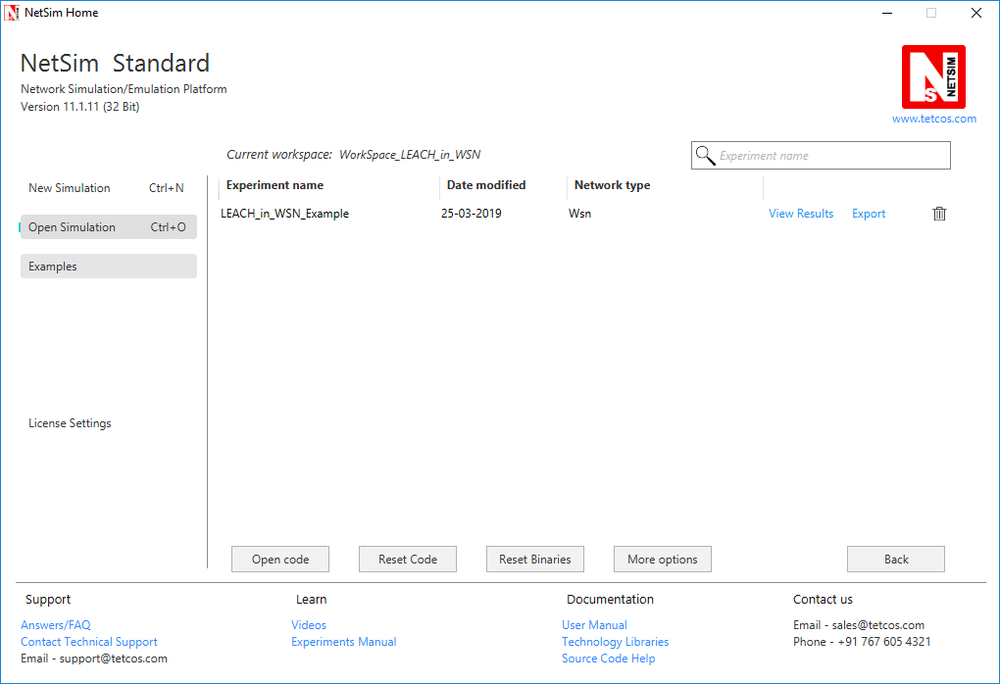 NetSim Home
NetSim Standard
Network Simulation/Emulation Platform
Version 11.1.11 (32 Bit)
NS NETSIM
www.tetcos.com
Current workspace: WorkSpace_LEACH_in_WSN
Experiment name
New Simulation Ctrl+N
Open Simulation Ctrl+O
Examples
License Settings
Experiment name Date modified Network type
LEACH_in_WSN_Example 25-03-2019 Wsn View Results Export
Open code Reset Code Reset Binaries More options Back
Support
Answers/FAQ
Contact Technical Support
Email - support@tetcos.com
Learn
Videos
Experiments Manual
Documentation
User Manual
Technology Libraries
Source Code Help
Contact us
Email - sales@tetcos.com
Phone - +91 767 605 4321